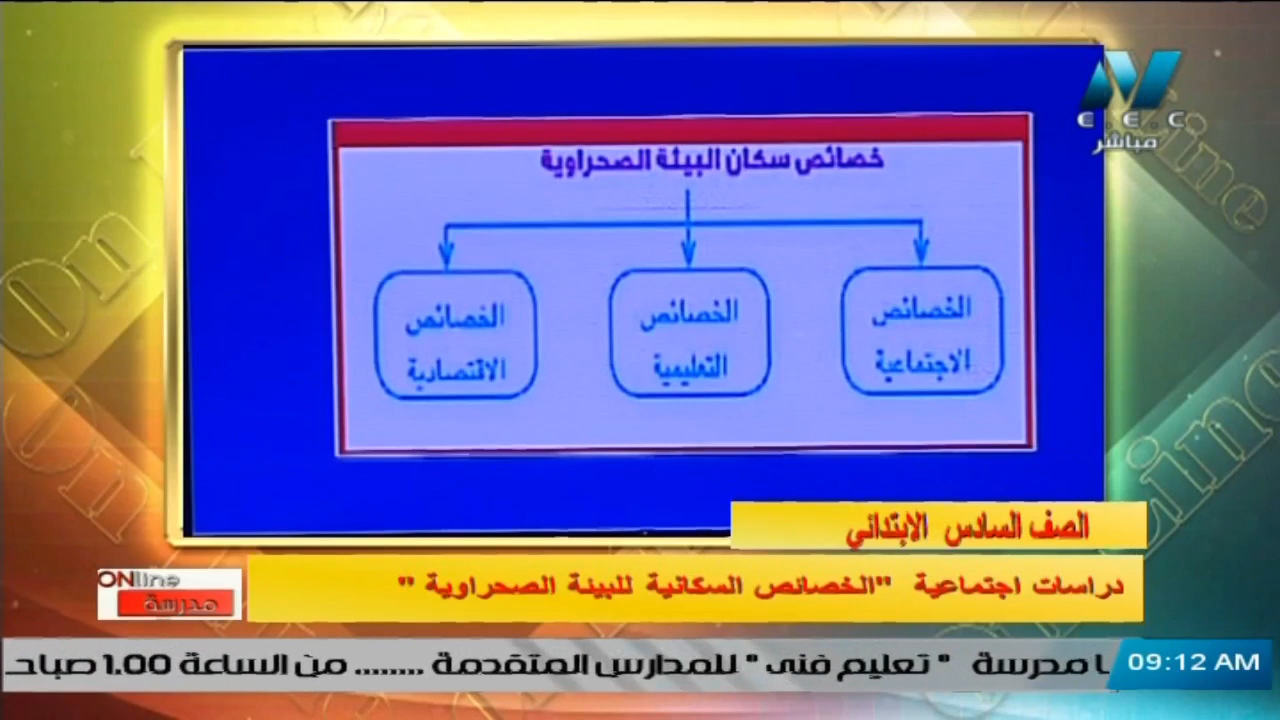 E.E.C
مباشر
خصائص سكان البيئة الصحراوية
الخصائص
الاجتماعية
الخصائص
التعليمية
الخصائص
الاقتصادية
الصف السادس الابتدائي
دراسات اجتماعية "الخصائص السكانية للبيئة الصحراوية "
ONline
مدرسة
مدرسة " تعليم فنى " للمدارس المتقدمة ........ من الساعة 1.00 صباحـ
09:12 AM